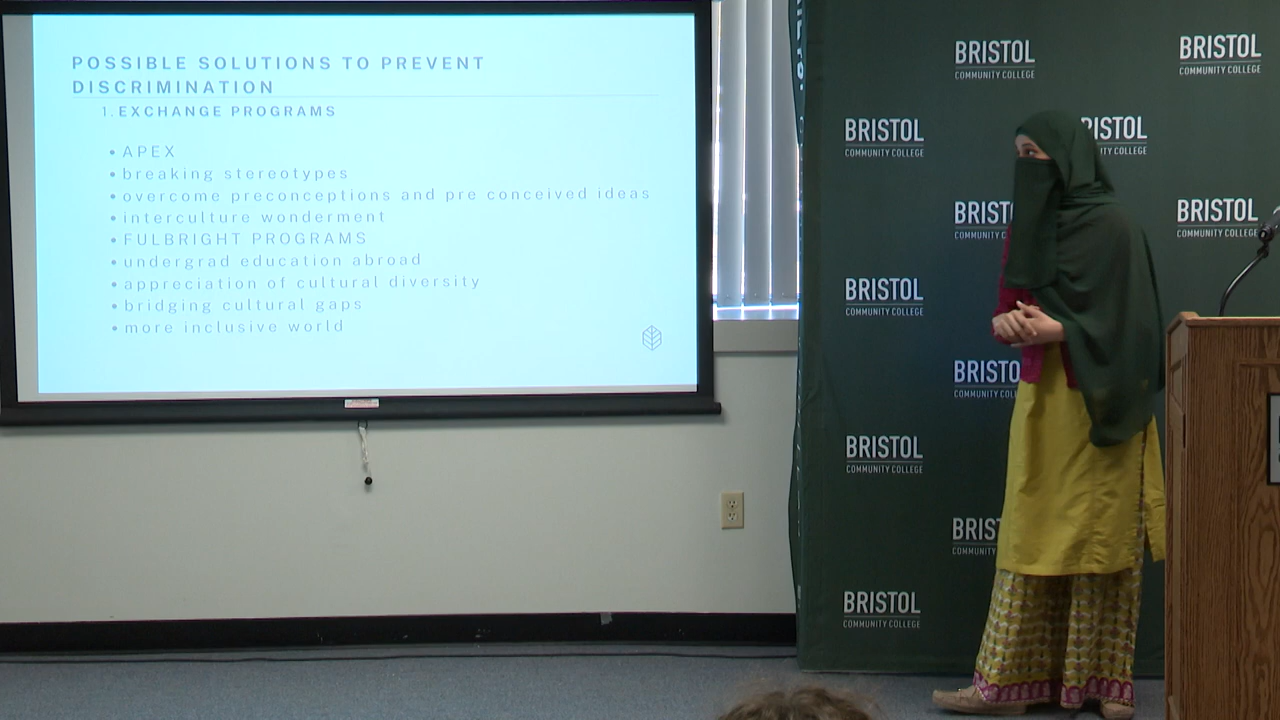 POSSIBLE SOLUTIONS TO PREVENT
DISCRIMINATION
1. EXCHANGE PROGRAMS
• APEX
• breaking stereotypes
• overcome preconceptions and pre conceived ideas
• interculture wonderment
• FULBRIGHT PROGRAMS
• undergrad education abroad
• appreciation of cultural diversity
• bridging cultural gaps
• more inclusive world
BRISTOL
COMMUNITY COLLEGE
BRISTOL
COMMUNITY COLLEGE
BRISTOL
COMMUNITY COLLEGE
BRISTOL
COMMUNITY COLLEGE
BRISTOL
COMMUNITY COLLEGE
BRISTOL
COMMUNITY COLLEGE
BRISTOL
COMMUNITY COLLEGE
BRISTOL
COMMUNITY COLLEGE